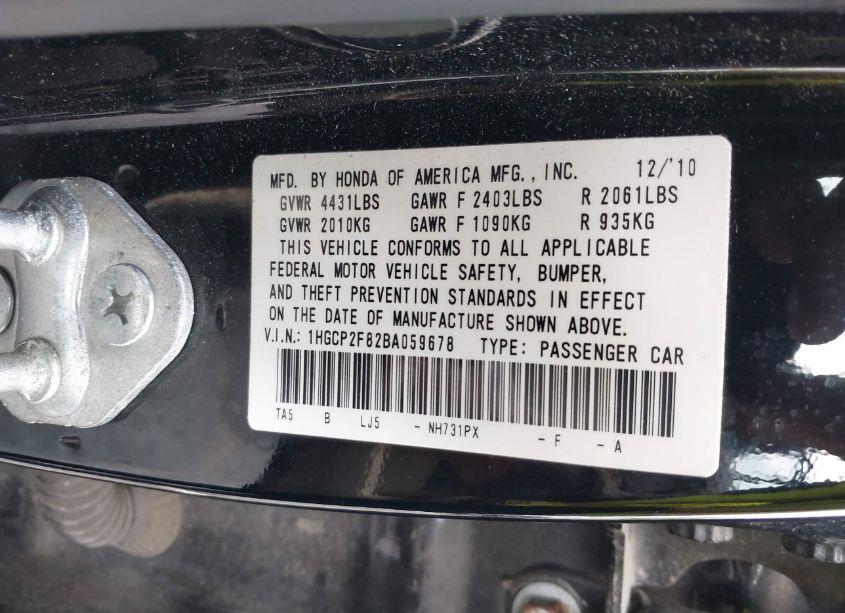 MFD. BY HONDA OF AMERICA MFG., INC. 12/'10
GVWR 4431LBS GAWR F 2403LBS R 2061LBS
GVWR 2010KG GAWR F 1090KG R 935KG
THIS VEHICLE CONFORMS TO ALL APPLICABLE
FEDERAL MOTOR VEHICLE SAFETY, BUMPER,
AND THEFT PREVENTION STANDARDS IN EFFECT
ON THE DATE OF MANUFACTURE SHOWN ABOVE.
V.I.N.: 1HGCP2F82BA059678 TYPE: PASSENGER CAR
TA5 B LJ5 - NH731PX - F - A